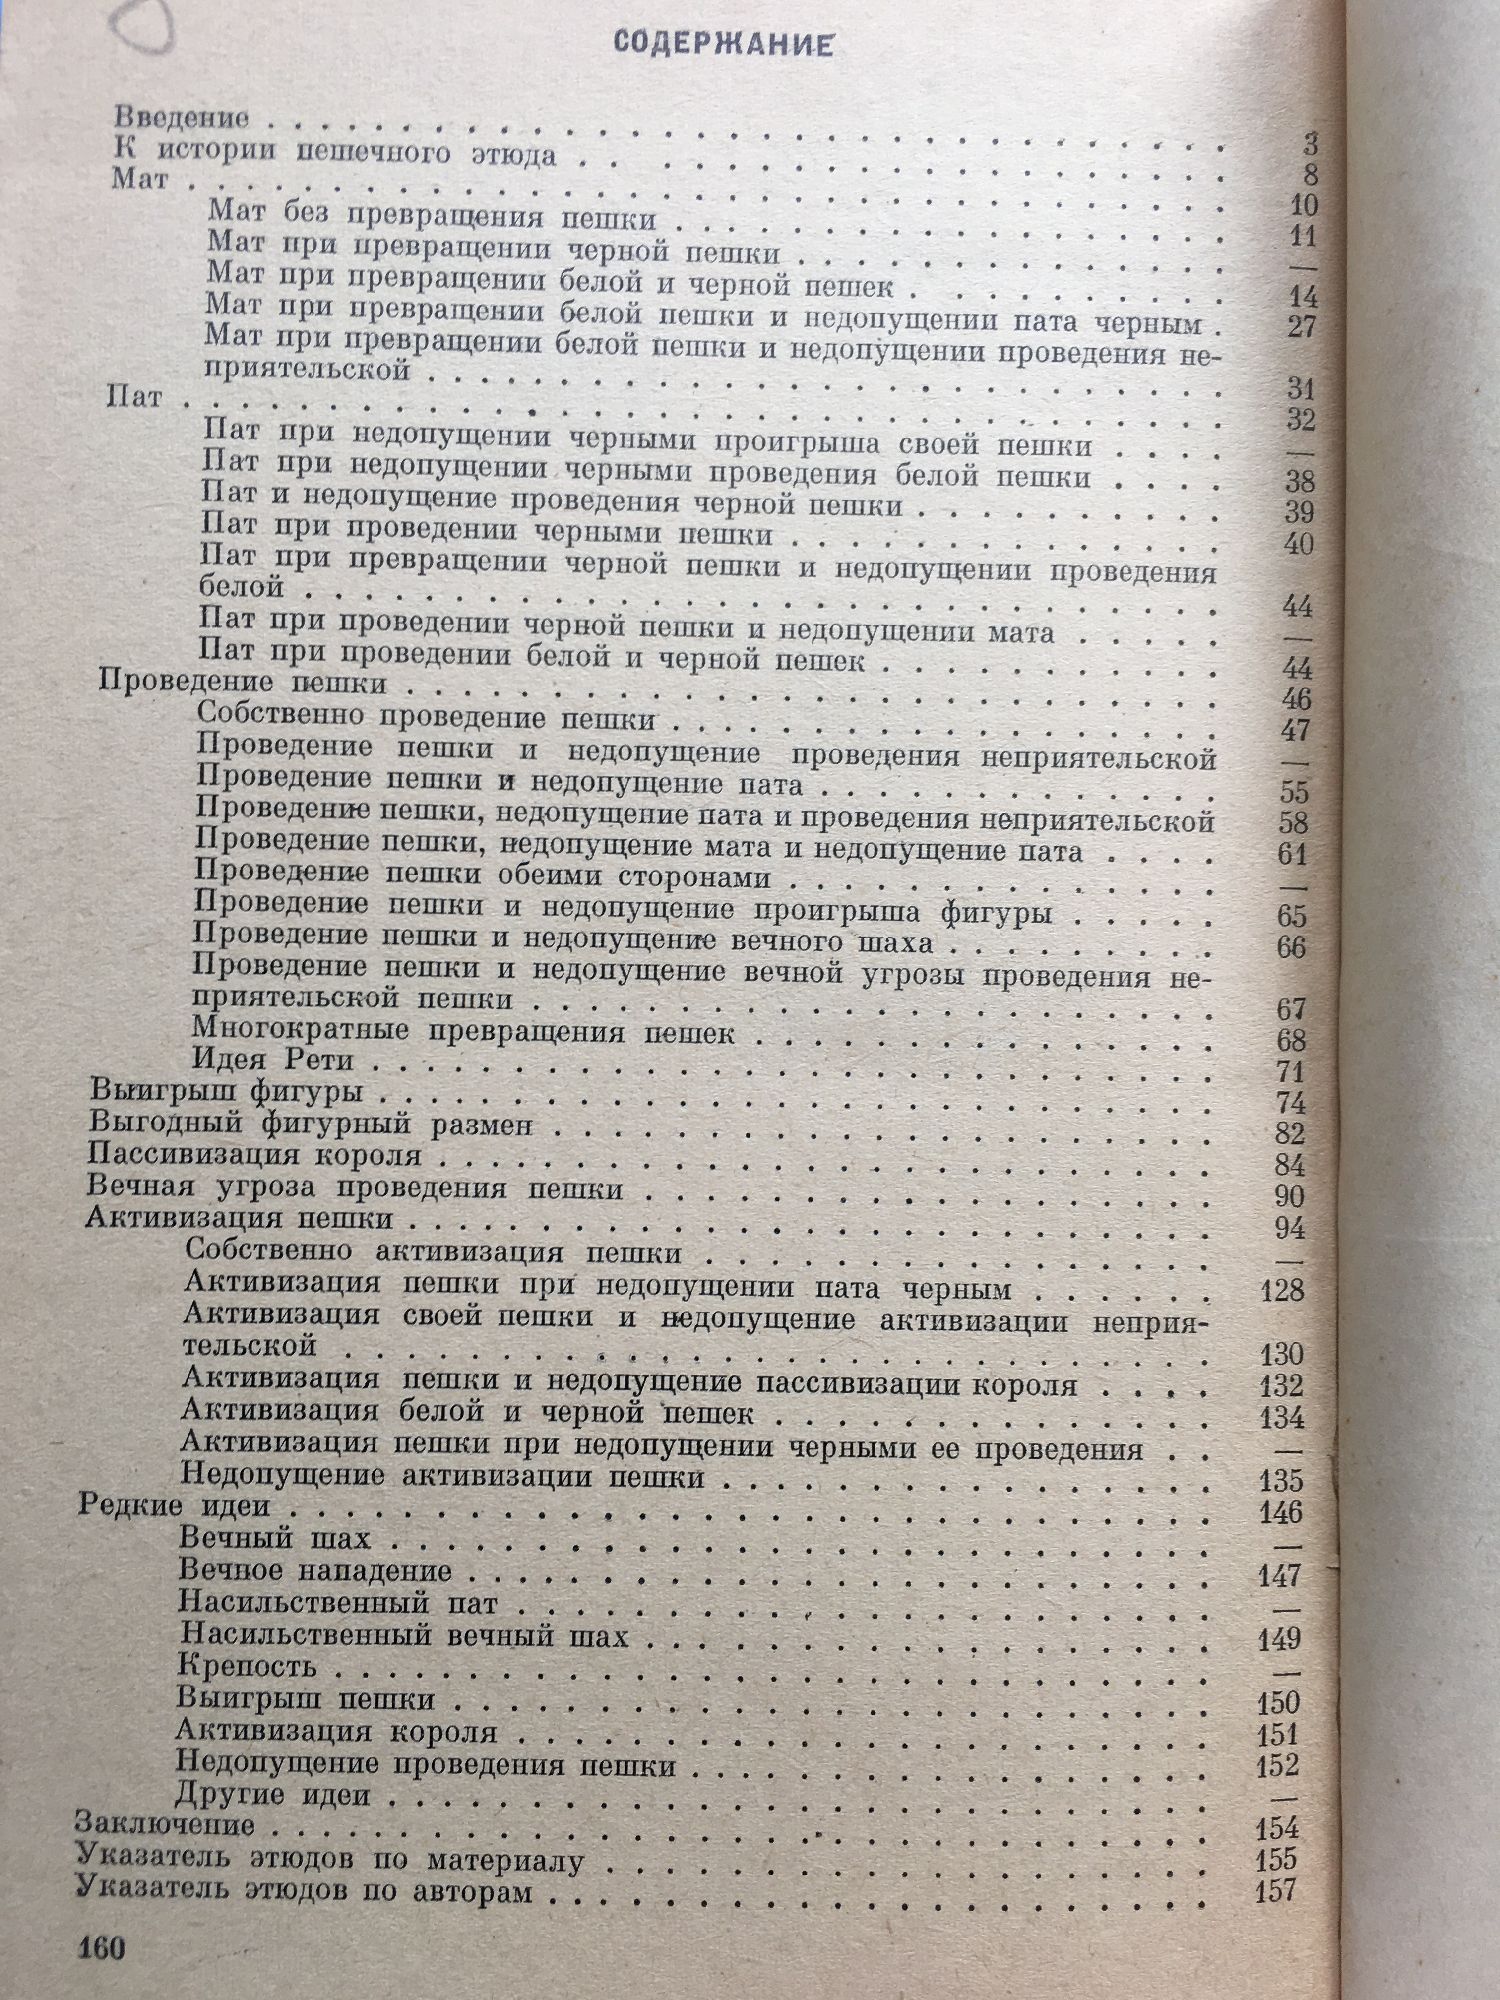 СОДЕРЖАНИЕ
Введение . . . . . . . . . . . . . . . . . . . . . . . . . 3
К истории пешечного этюда . . . . . . . . . . . . . . . . . 8
Мат . . . . . . . . . . . . . . . . . . . . . . . . . . . . 10
Мат без превращения пешки . . . . . . . . . . . . . . . . . 11
Мат при превращении черной пешки . . . . . . . . . . . . . —
Мат при превращении белой и черной пешек . . . . . . . . . 14
Мат при превращении белой пешки и недопущении пата черным . 27
Мат при превращении белой пешки и недопущении проведения не-
приятельской . . . . . . . . . . . . . . . . . . . . . . . 31
Пат . . . . . . . . . . . . . . . . . . . . . . . . . . . . 32
Пат при недопущении черными проигрыша своей пешки . . . . —
Пат при недопущении черными проведения белой пешки . . . . 38
Пат и недопущение проведения черной пешки . . . . . . . . . 39
Пат при проведении черными пешки . . . . . . . . . . . . . 40
Пат при превращении черной пешки и недопущении проведения
белой . . . . . . . . . . . . . . . . . . . . . . . . . . . 44
Пат при проведении черной пешки и недопущении мата . . . . . —
Пат при проведении белой и черной пешек . . . . . . . . . . 44
Проведение пешки . . . . . . . . . . . . . . . . . . . . . 46
Собственно проведение пешки . . . . . . . . . . . . . . . . 47
Проведение пешки и недопущение проведения неприятельской —
Проведение пешки и недопущение пата . . . . . . . . . . . . 55
Проведение пешки, недопущение пата и проведения неприятельской 58
Проведение пешки, недопущение мата и недопущение пата . . . . 61
Проведение пешки обеими сторонами . . . . . . . . . . . . . —
Проведение пешки и недопущение проигрыша фигуры . . . . . 65
Проведение пешки и недопущение вечного шаха . . . . . . . . 66
Проведение пешки и недопущение вечной угрозы проведения не-
приятельской пешки . . . . . . . . . . . . . . . . . . . . 67
Многократные превращения пешек . . . . . . . . . . . . . . 68
Идея Рети . . . . . . . . . . . . . . . . . . . . . . . . . 71
Выигрыш фигуры . . . . . . . . . . . . . . . . . . . . . . 74
Выгодный фигурный размен . . . . . . . . . . . . . . . . . 82
Пассивизация короля . . . . . . . . . . . . . . . . . . . . 84
Вечная угроза проведения пешки . . . . . . . . . . . . . . 90
Активизация пешки . . . . . . . . . . . . . . . . . . . . . 94
Собственно активизация пешки . . . . . . . . . . . . . . . —
Активизация пешки при недопущении пата черным . . . . . . 128
Активизация своей пешки и недопущение активизации неприя-
тельской . . . . . . . . . . . . . . . . . . . . . . . . . 130
Активизация пешки и недопущение пассивизации короля . . . . 132
Активизация белой и черной пешек . . . . . . . . . . . . . 134
Активизация пешки при недопущении черными ее проведения . . —
Недопущение активизации пешки . . . . . . . . . . . . . . . 135
Редкие идеи . . . . . . . . . . . . . . . . . . . . . . . . 146
Вечный шах . . . . . . . . . . . . . . . . . . . . . . . . —
Вечное нападение . . . . . . . . . . . . . . . . . . . . . 147
Насильственный пат . . . . . . . . . . . . . . . . . . . . —
Насильственный вечный шах . . . . . . . . . . . . . . . . . 149
Крепость . . . . . . . . . . . . . . . . . . . . . . . . . —
Выигрыш пешки . . . . . . . . . . . . . . . . . . . . . . . 150
Активизация короля . . . . . . . . . . . . . . . . . . . . 151
Недопущение проведения пешки . . . . . . . . . . . . . . . 152
Другие идеи . . . . . . . . . . . . . . . . . . . . . . . . —
Заключение . . . . . . . . . . . . . . . . . . . . . . . . 154
Указатель этюдов по материалу . . . . . . . . . . . . . . . 155
Указатель этюдов по авторам . . . . . . . . . . . . . . . . 157
160